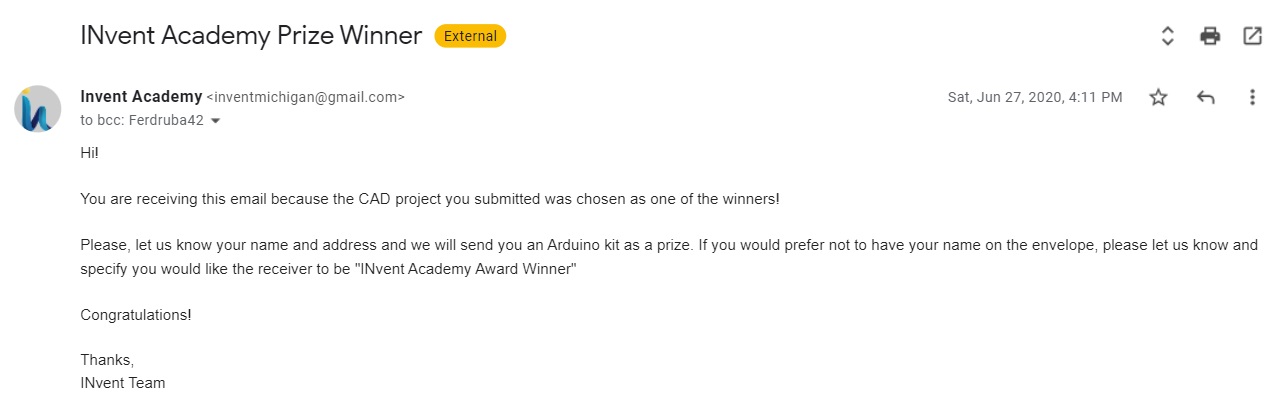 INvent Academy Prize Winner External
Invent Academy <inventmichigan@gmail.com> Sat, Jun 27, 2020, 4:11 PM
to bcc: Ferdruba42
Hi!
You are receiving this email because the CAD project you submitted was chosen as one of the winners!
Please, let us know your name and address and we will send you an Arduino kit as a prize. If you would prefer not to have your name on the envelope, please let us know and
specify you would like the receiver to be "INvent Academy Award Winner"
Congratulations!
Thanks,
INvent Team